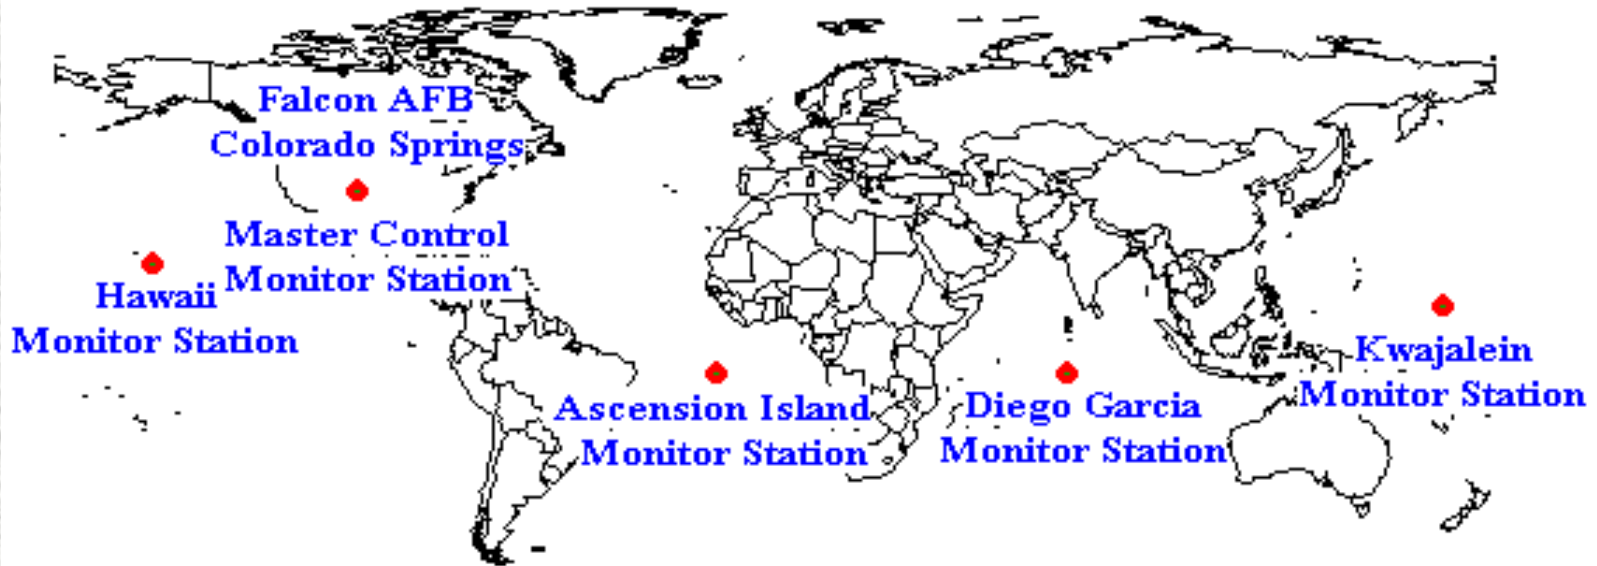 Falcon AFB
Colorado Springs
Master Control
Monitor Station
Hawaii
Monitor Station
Ascension Island
Monitor Station
Diego Garcia
Monitor Station
Kwajalein
Monitor Station